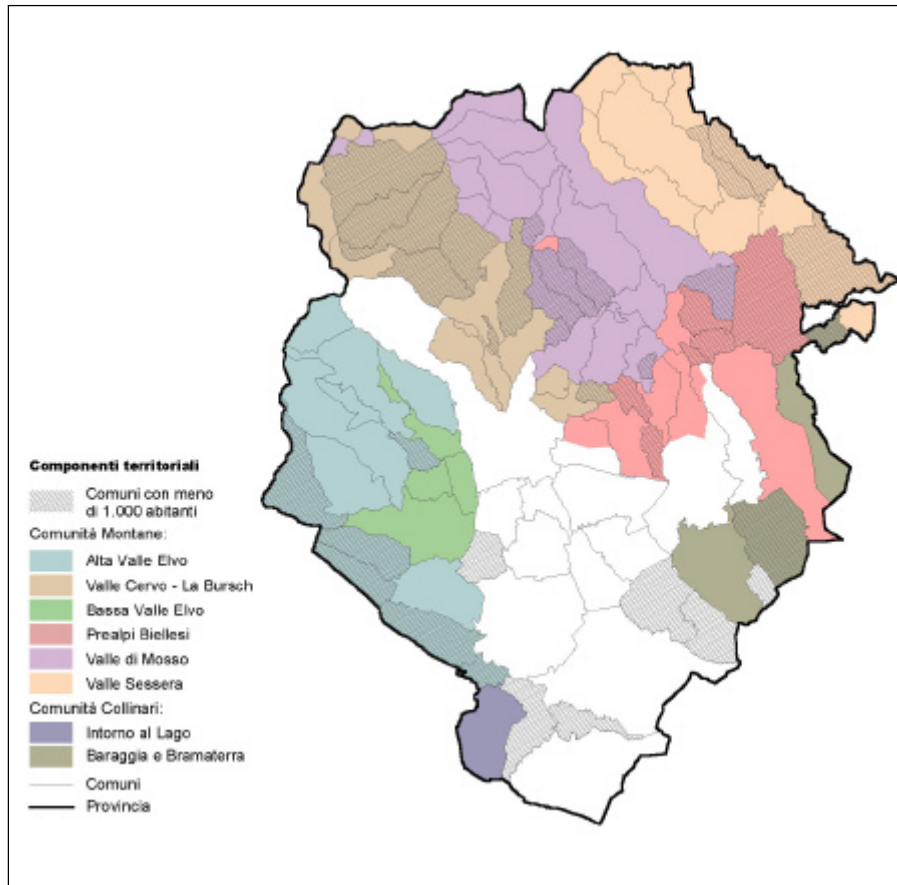 Componenti territoriali
Comuni con meno
di 1.000 abitanti
Comunità Montane:
Alta Valle Elvo
Valle Cervo - La Bursch
Bassa Valle Elvo
Prealpi Biellesi
Valle di Mosso
Valle Sessera
Comunità Collinari:
Intorno al Lago
Baraggia e Bramaterra
Comuni
Provincia